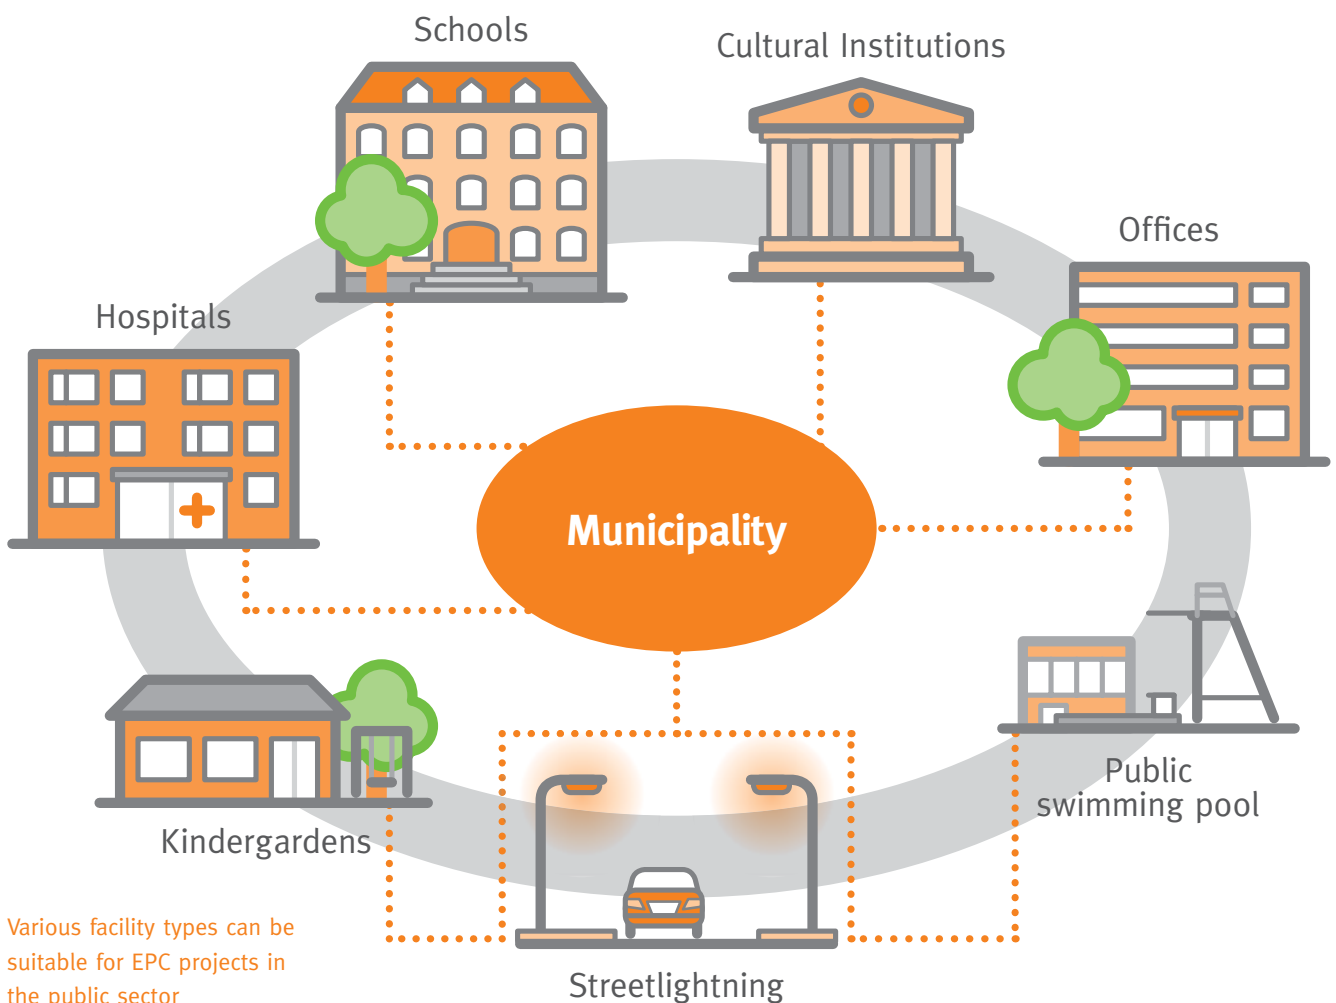 Schools
Cultural Institutions
Offices
Hospitals
Municipality
Public
swimming pool
Kindergardens
Streetlightning
Various facility types can be
suitable for EPC projects in
the public sector